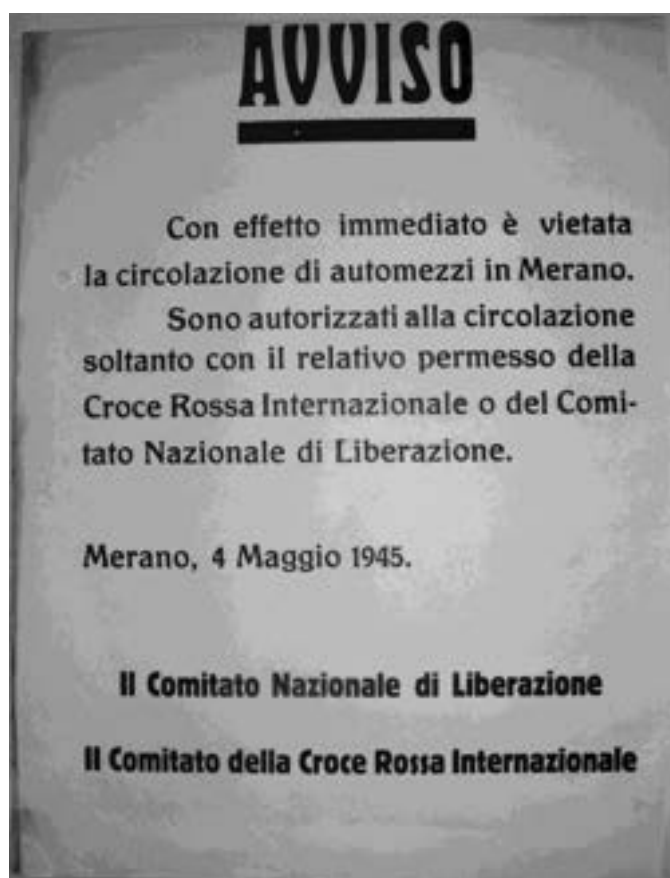 AVVISO
Con effetto immediato è vietata
la circolazione di automezzi in Merano.
Sono autorizzati alla circolazione
soltanto con il relativo permesso della
Croce Rossa Internazionale o del Comi-
tato Nazionale di Liberazione.
Merano, 4 Maggio 1945.
Il Comitato Nazionale di Liberazione
Il Comitato della Croce Rossa Internazionale